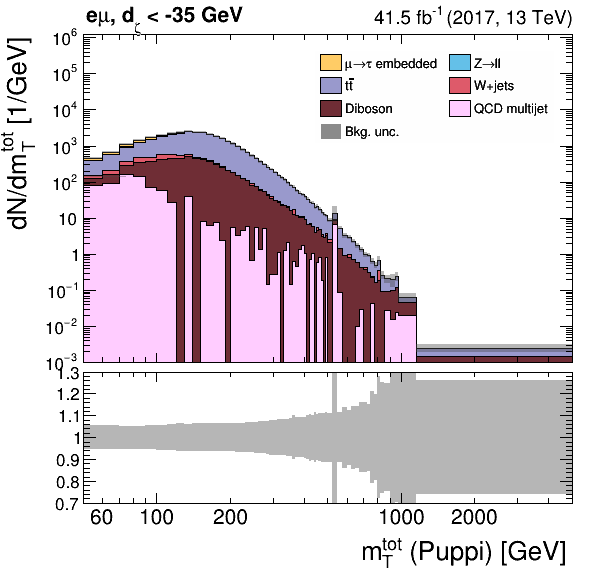 eμ, dζ < -35 GeV
41.5 fb⁻¹ (2017, 13 TeV)
dN/dm_T^tot [1/GeV]
10⁶
10⁵
10⁴
10³
10²
10
1
10⁻¹
10⁻²
10⁻³
μ→τ embedded
Z→ll
tt̄
W+jets
Diboson
QCD multijet
Bkg. unc.
1.3
1.2
1.1
1
0.9
0.8
0.7
60 100 200 1000 2000
m_T^tot (Puppi) [GeV]